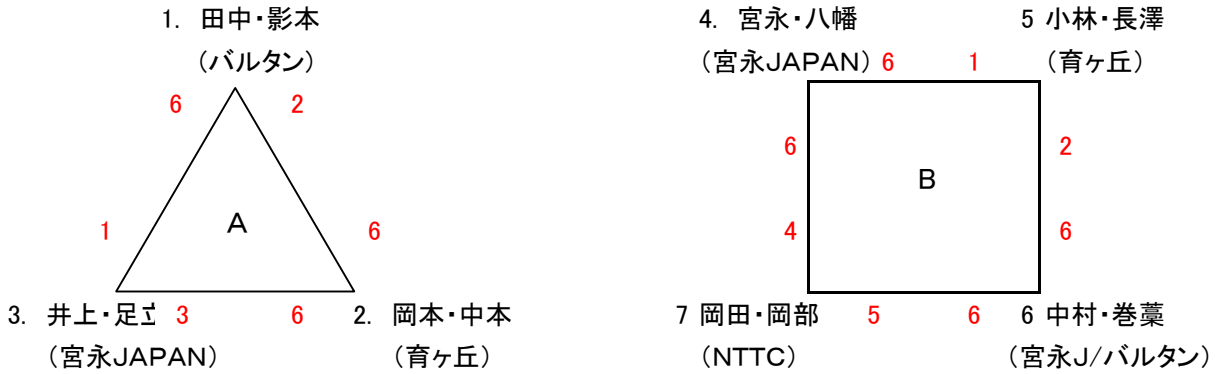 1. 田中・影本
(バルタン)
6 2
A
1 6
3. 井上・足立 3 6 2. 岡本・中本
(宮永JAPAN) (育ヶ丘)
4. 宮永・八幡 5 小林・長澤
(宮永JAPAN) 6 1 (育ヶ丘)
6 2
B
4 6
7 岡田・岡部 5 6 6 中村・巻藁
(NTTC) (宮永J/バルタン)